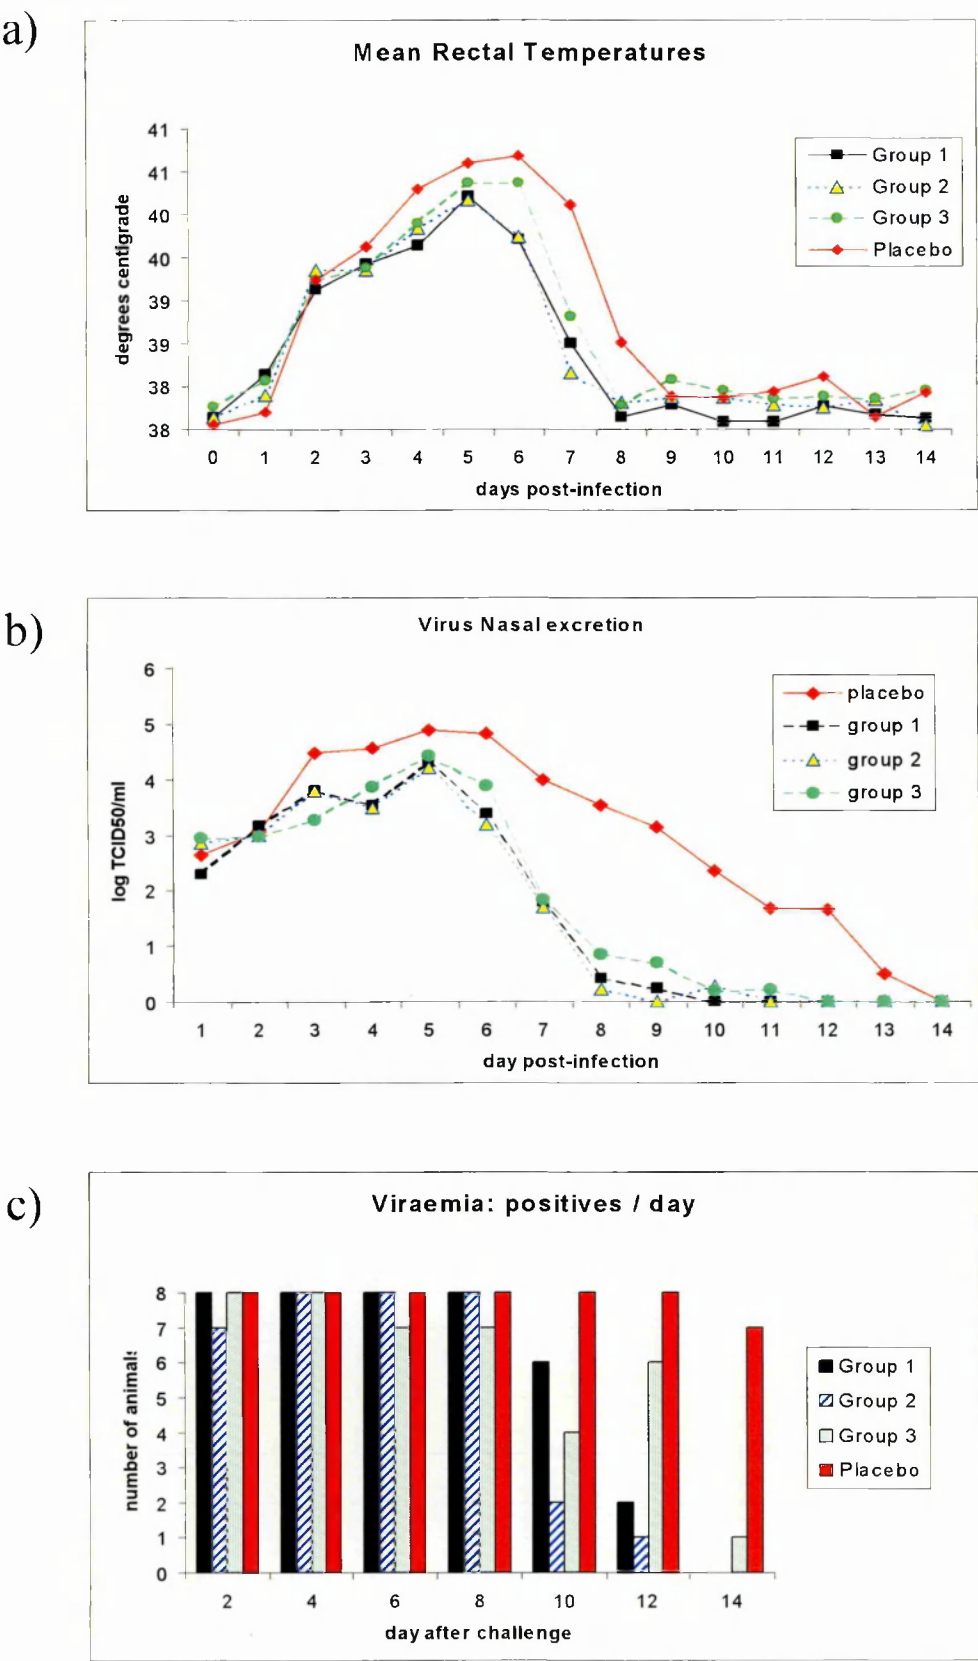 a)
Mean Rectal Temperatures
41
41
40
40
39
39
38
38
degrees centigrade
0 1 2 3 4 5 6 7 8 9 10 11 12 13 14
days post-infection
Group 1
Group 2
Group 3
Placebo
b)
Virus Nasal excretion
6
5
4
3
2
1
0
log TCID50/ml
1 2 3 4 5 6 7 8 9 10 11 12 13 14
day post-infection
placebo
group 1
group 2
group 3
c)
Viraemia: positives / day
8
7
6
5
4
3
2
1
0
number of animals
2 4 6 8 10 12 14
day after challenge
Group 1
Group 2
Group 3
Placebo